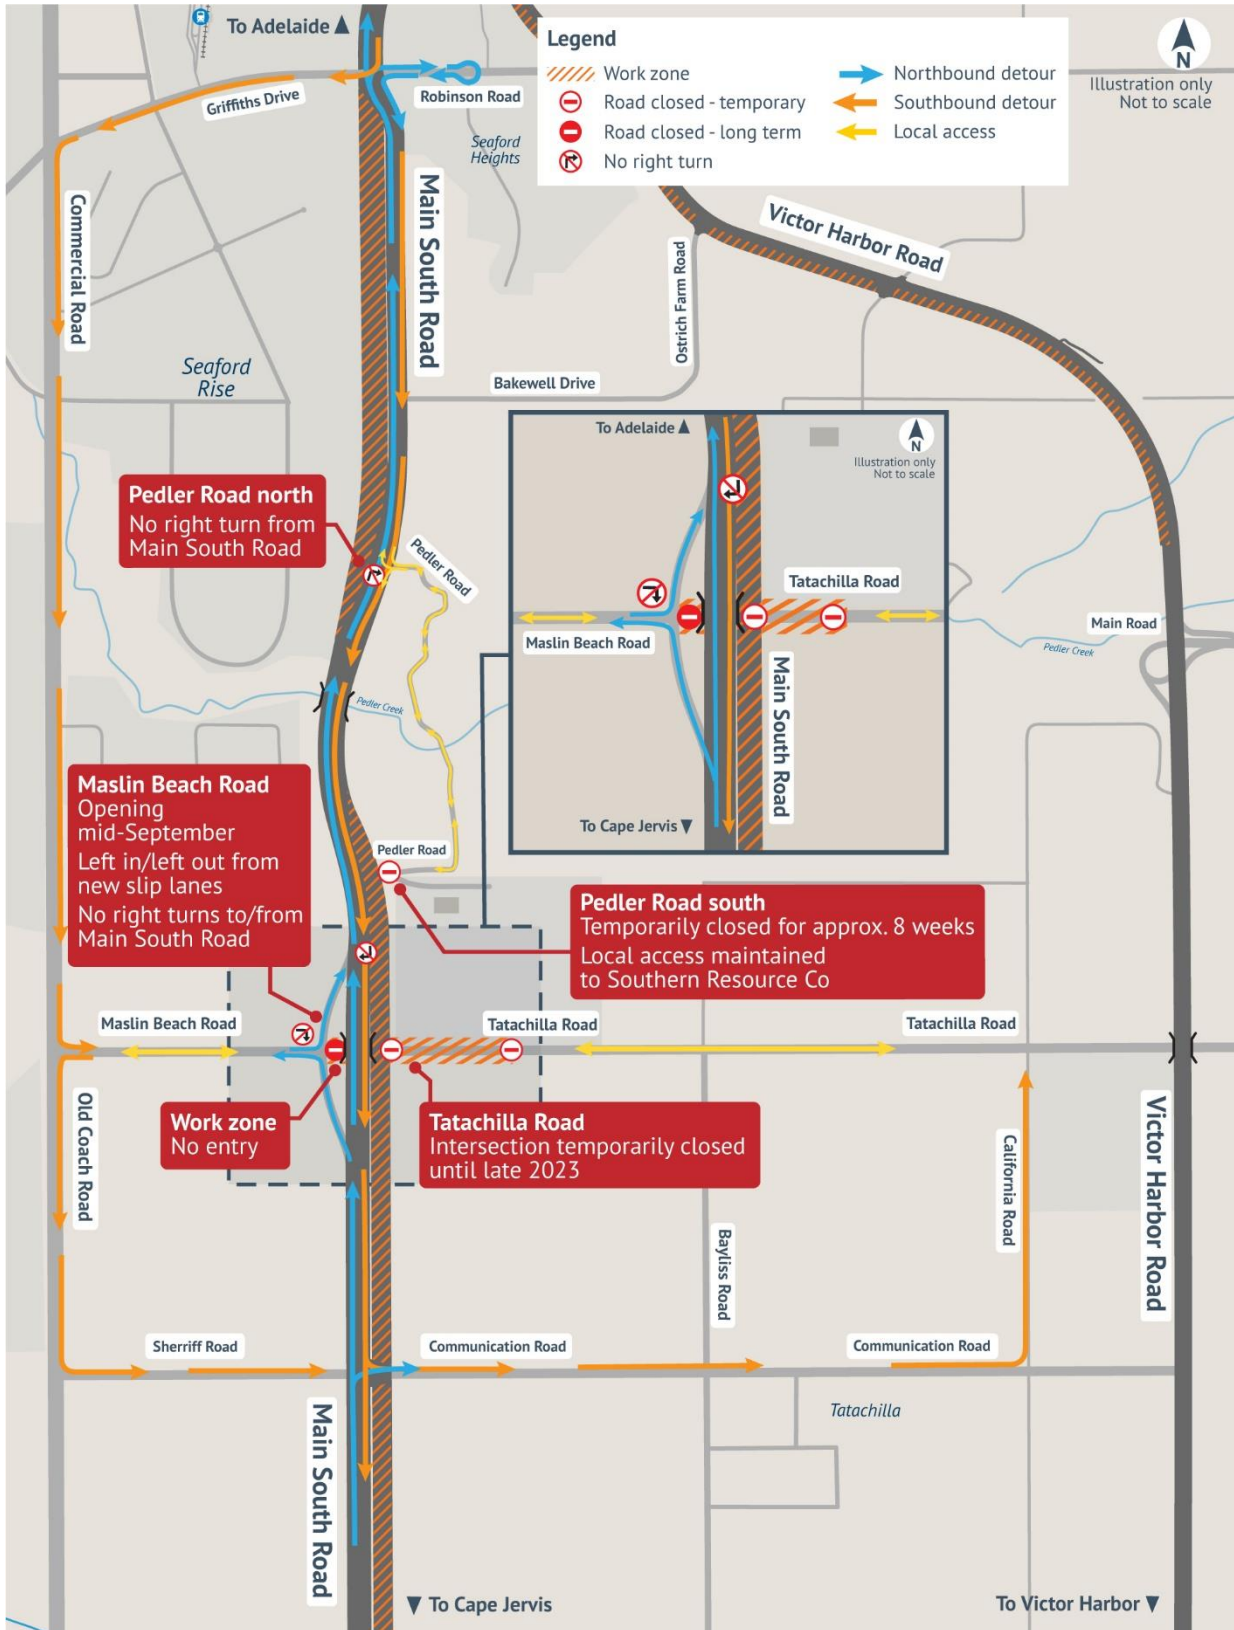 To Adelaide ▲
Legend
Work zone
Road closed - temporary
Road closed - long term
No right turn
Northbound detour
Southbound detour
Local access
N
Illustration only
Not to scale
Griffiths Drive
Robinson Road
Seaford
Heights
Commercial Road
Main South Road
Victor Harbor Road
Ostrich Farm Road
Seaford
Rise
Bakewell Drive
To Adelaide ▲
N
Illustration only
Not to scale
Pedler Road north
No right turn from
Main South Road
Pedler Road
Tatachilla Road
Maslin Beach Road
Main South Road
To Cape Jervis ▼
Main Road
Pedler Creek
Pedler Creek
Maslin Beach Road
Opening
mid-September
Left in/left out from
new slip lanes
No right turns to/from
Main South Road
Pedler Road
Pedler Road south
Temporarily closed for approx. 8 weeks
Local access maintained
to Southern Resource Co
Maslin Beach Road
Tatachilla Road
Tatachilla Road
Work zone
No entry
Tatachilla Road
Intersection temporarily closed
until late 2023
Old Coach Road
Bayliss Road
California Road
Victor Harbor Road
Sherriff Road
Communication Road
Communication Road
Tatachilla
Main South Road
▼ To Cape Jervis
To Victor Harbor ▼